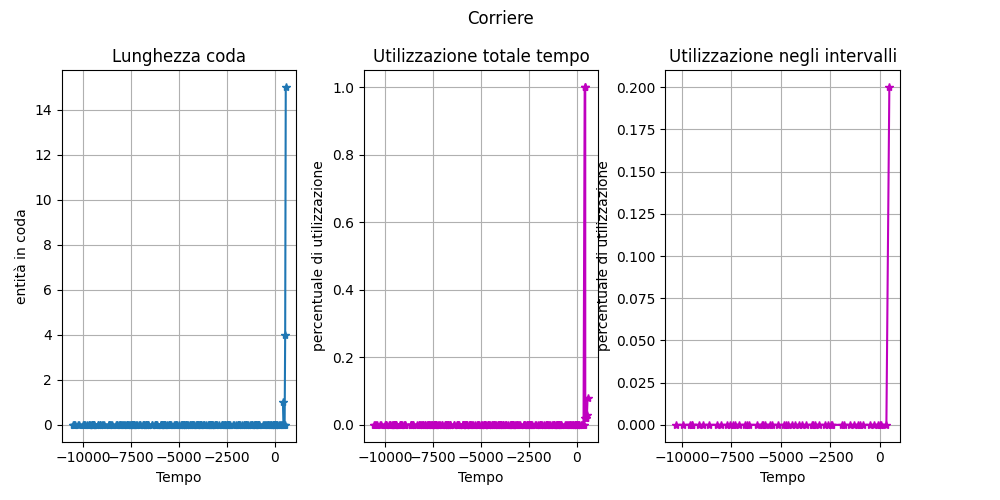 Corriere
Lunghezza coda
entità in coda
14
12
10
8
6
4
2
0
−10000 −7500 −5000 −2500 0
Tempo
Utilizzazione totale tempo
percentuale di utilizzazione
1.0
0.8
0.6
0.4
0.2
0.0
−10000 −7500 −5000 −2500 0
Tempo
Utilizzazione negli intervalli
percentuale di utilizzazione
0.200
0.175
0.150
0.125
0.100
0.075
0.050
0.025
0.000
−10000 −7500 −5000 −2500 0
Tempo